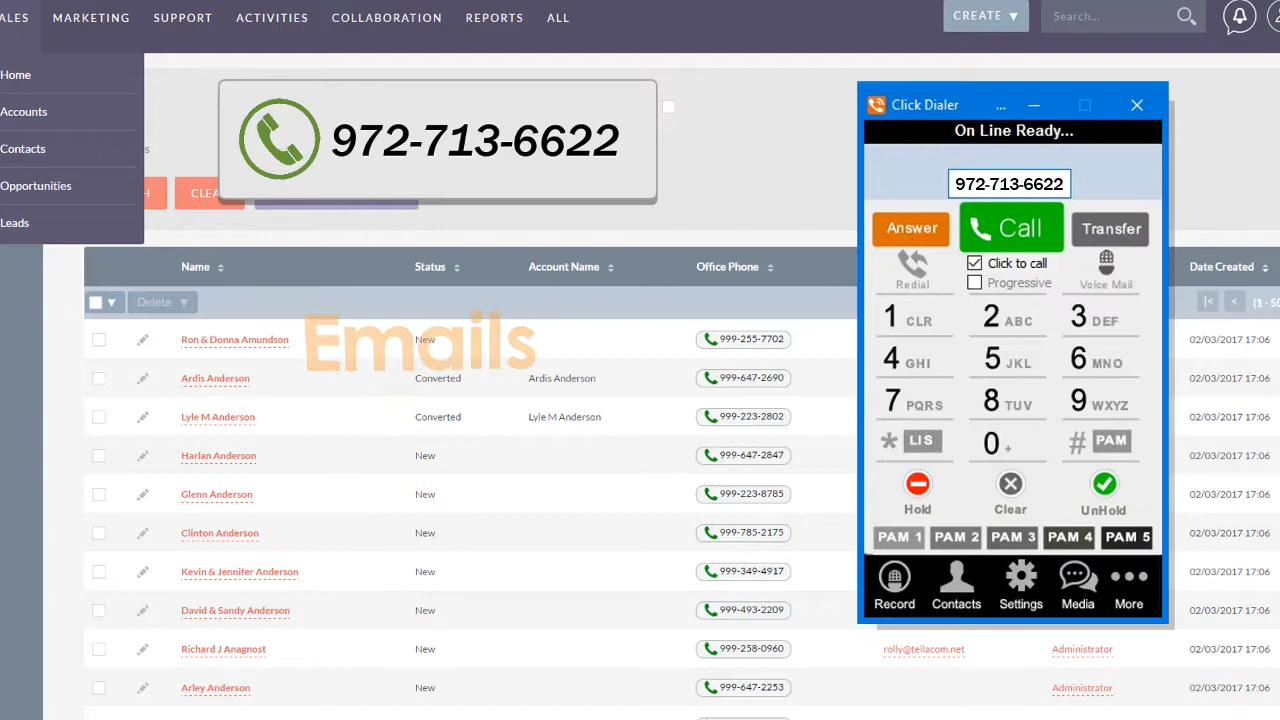 ALES MARKETING SUPPORT ACTIVITIES COLLABORATION REPORTS ALL CREATE Search...
Home
Accounts
Contacts
Opportunities
Leads
972-713-6622
CLEA
Click Dialer ...
On Line Ready...
972-713-6622
Answer Call Transfer
Redial Click to call Voice Mail
Progressive
1 CLR 2 ABC 3 DEF
4 GHI 5 JKL 6 MNO
7 PQRS 8 TUV 9 WXYZ
* LIS 0 + # PAM
Hold Clear UnHold
PAM 1 PAM 2 PAM 3 PAM 4 PAM 5
Record Contacts Settings Media More
Name Status Account Name Office Phone Date Created
Delete (1 - 50
Emails
Ron & Donna Amundson New 999-255-7702 02/03/2017 17:06
Ardis Anderson Converted Ardis Anderson 999-647-2690 02/03/2017 17:06
Lyle M Anderson Converted Lyle M Anderson 999-223-2802 02/03/2017 17:06
Harlan Anderson New 999-647-2847 02/03/2017 17:06
Glenn Anderson New 999-223-8785 02/03/2017 17:06
Clinton Anderson New 999-785-2175 02/03/2017 17:06
Kevin & Jennifer Anderson New 999-349-4917 02/03/2017 17:06
David & Sandy Anderson New 999-493-2209 02/03/2017 17:06
Richard J Anagnost New 999-258-0960 rolly@tellacom.net Administrator 02/03/2017 17:06
Arley Anderson New 999-647-2253 Administrator 02/03/2017 17:06